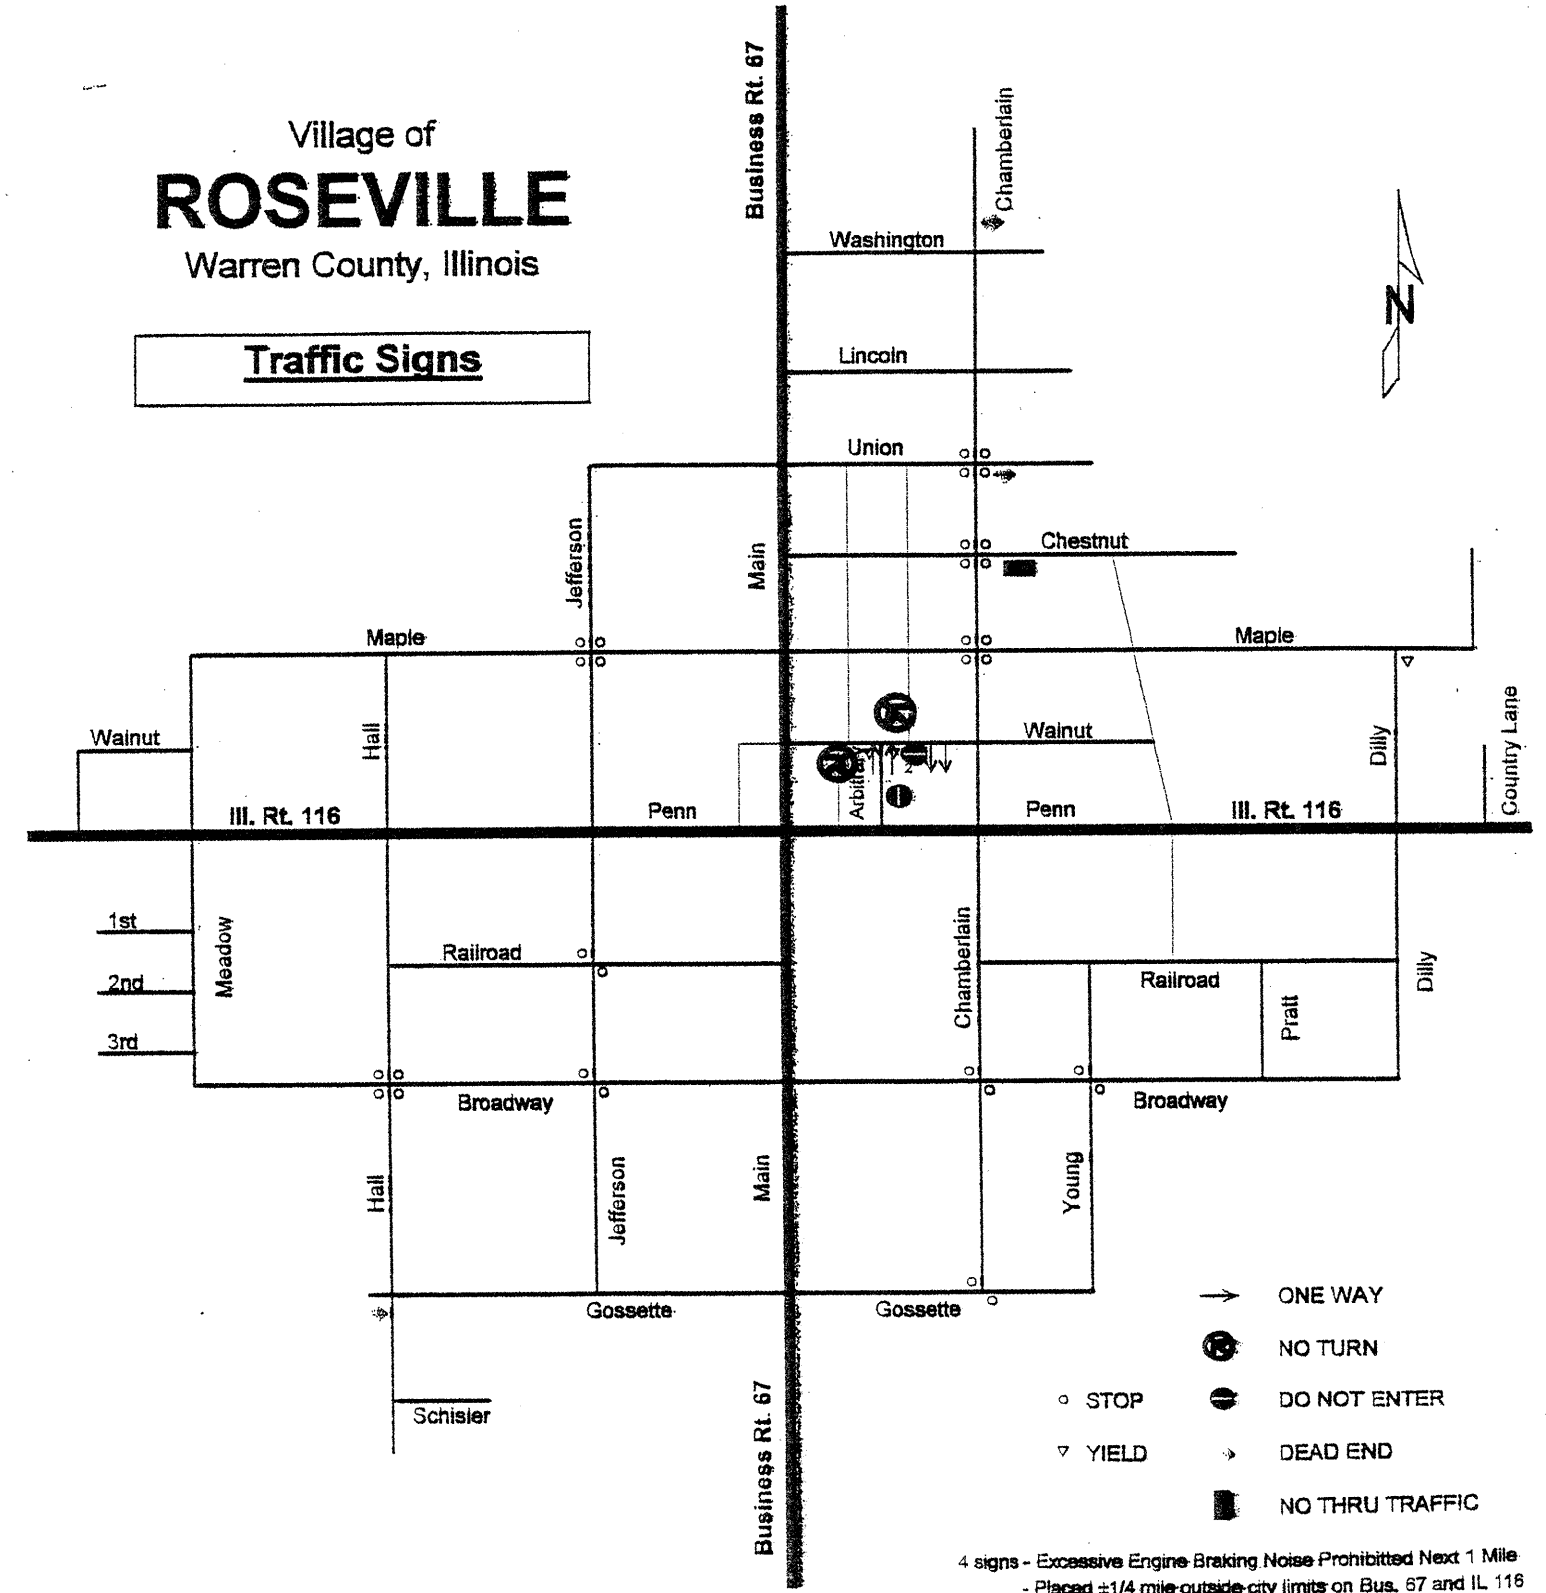 Village of
ROSEVILLE
Warren County, Illinois
Traffic Signs
Business Rt. 67
Chamberlain
Washington
N
Lincoln
Union
Jefferson
Main
Chestnut
Maple
Maple
Walnut
Hall
Walnut
Dilly
Country Lane
Arbitra
2
Ill. Rt. 116
Penn
Penn
Ill. Rt. 116
1st
2nd
3rd
Meadow
Railroad
Chamberlain
Railroad
Pratt
Dilly
Broadway
Broadway
Hall
Jefferson
Main
Young
Gossette
Gossette
Schisler
Business Rt. 67
ONE WAY
NO TURN
STOP
DO NOT ENTER
YIELD
DEAD END
NO THRU TRAFFIC
4 signs - Excessive Engine Braking Noise Prohibitted Next 1 Mile
- Placed ±1/4 mile outside city limits on Bus. 67 and IL 116